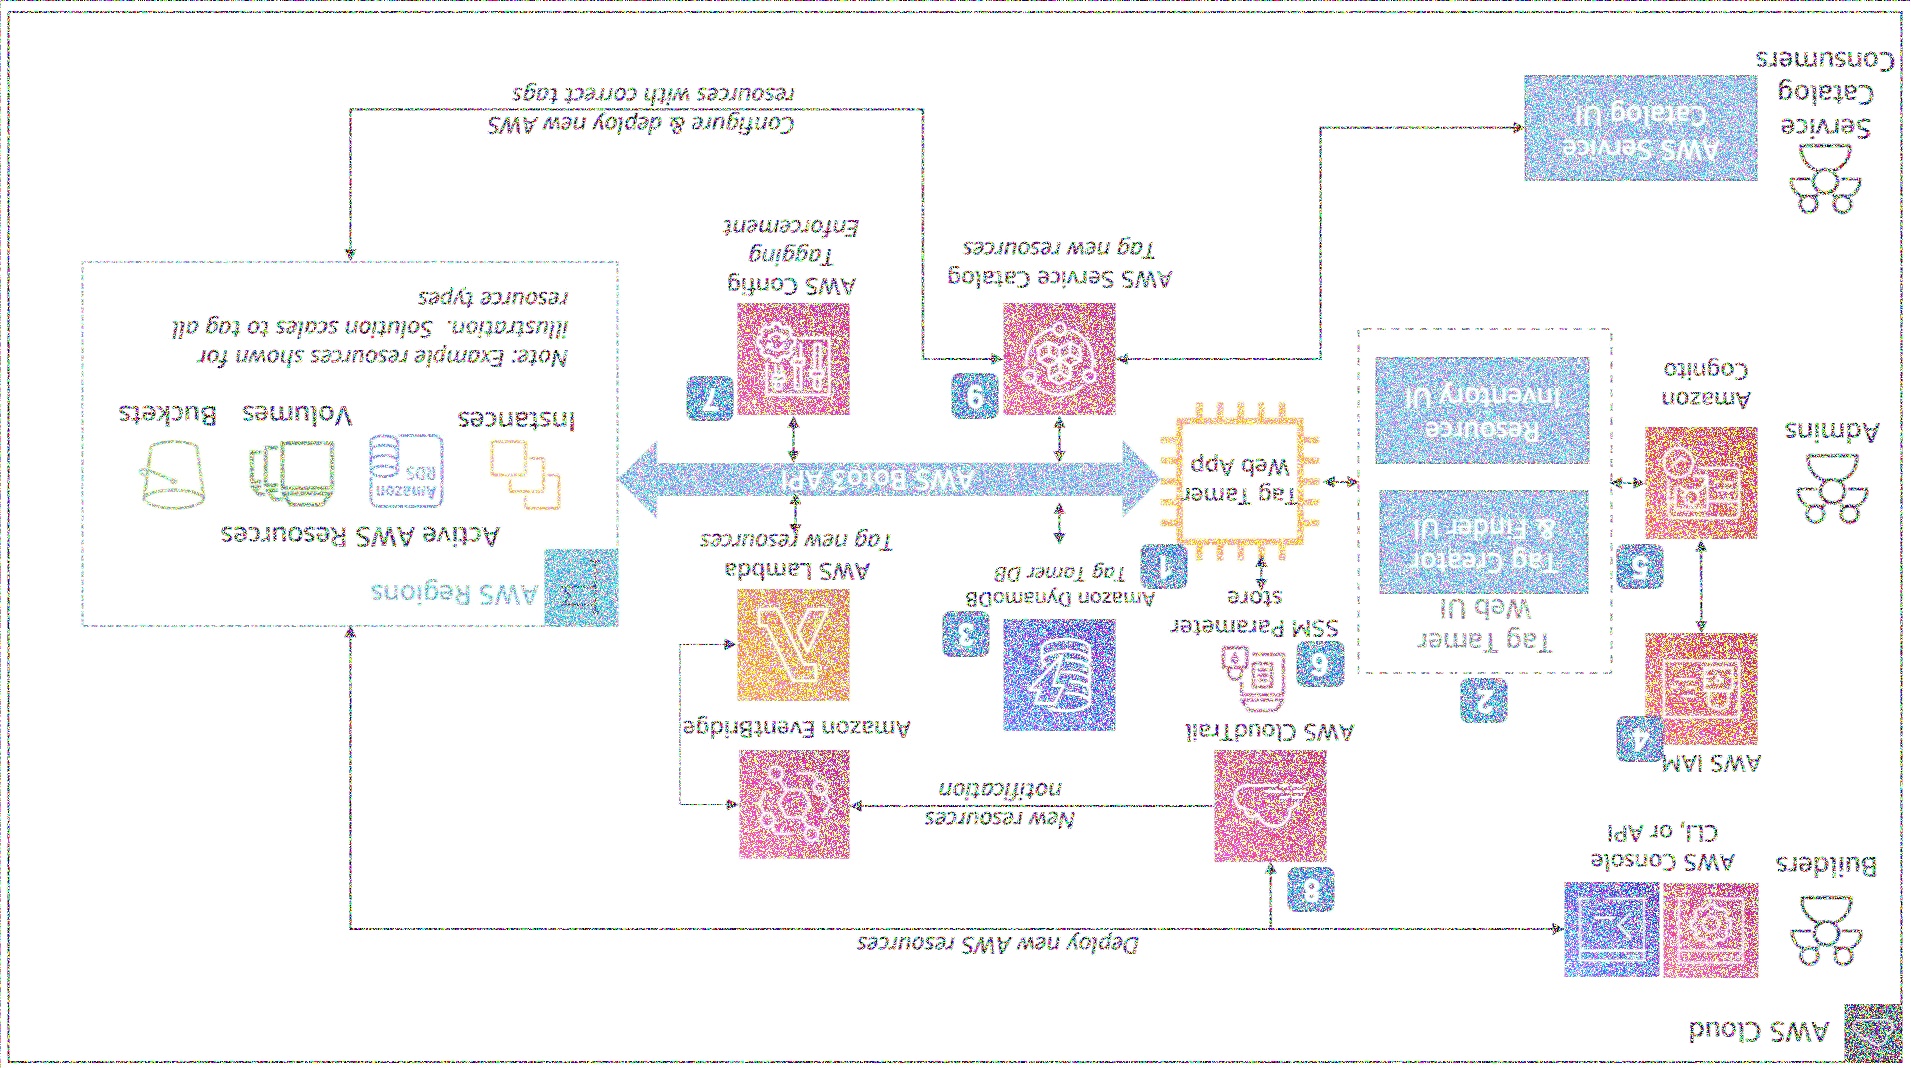 AWS Cloud
Builders
AWS Console
CLI, or API
Deploy new AWS resources
8
AWS CloudTrail
New resources
notification
Amazon EventBridge
AWS Lambda
Tag new resources
AWS IAM
4
5
Amazon
Cognito
Admins
2
Tag Tamer
Web UI
Tag Creator
& Finder UI
Resource
Inventory UI
6
SSM Parameter
store
1
Tag Tamer
Web App
3
Amazon DynamoDB
Tag Tamer DB
AWS Boto3 API
AWS Regions
Active AWS Resources
Amazon
RDS
Instances
Volumes
Buckets
Note: Example resources shown for
illustration. Solution scales to tag all
resource types
9
AWS Service Catalog
Tag new resources
7
AWS Config
Tagging
Enforcement
Service
Catalog
Consumers
AWS Service
Catalog UI
Configure & deploy new AWS
resources with correct tags